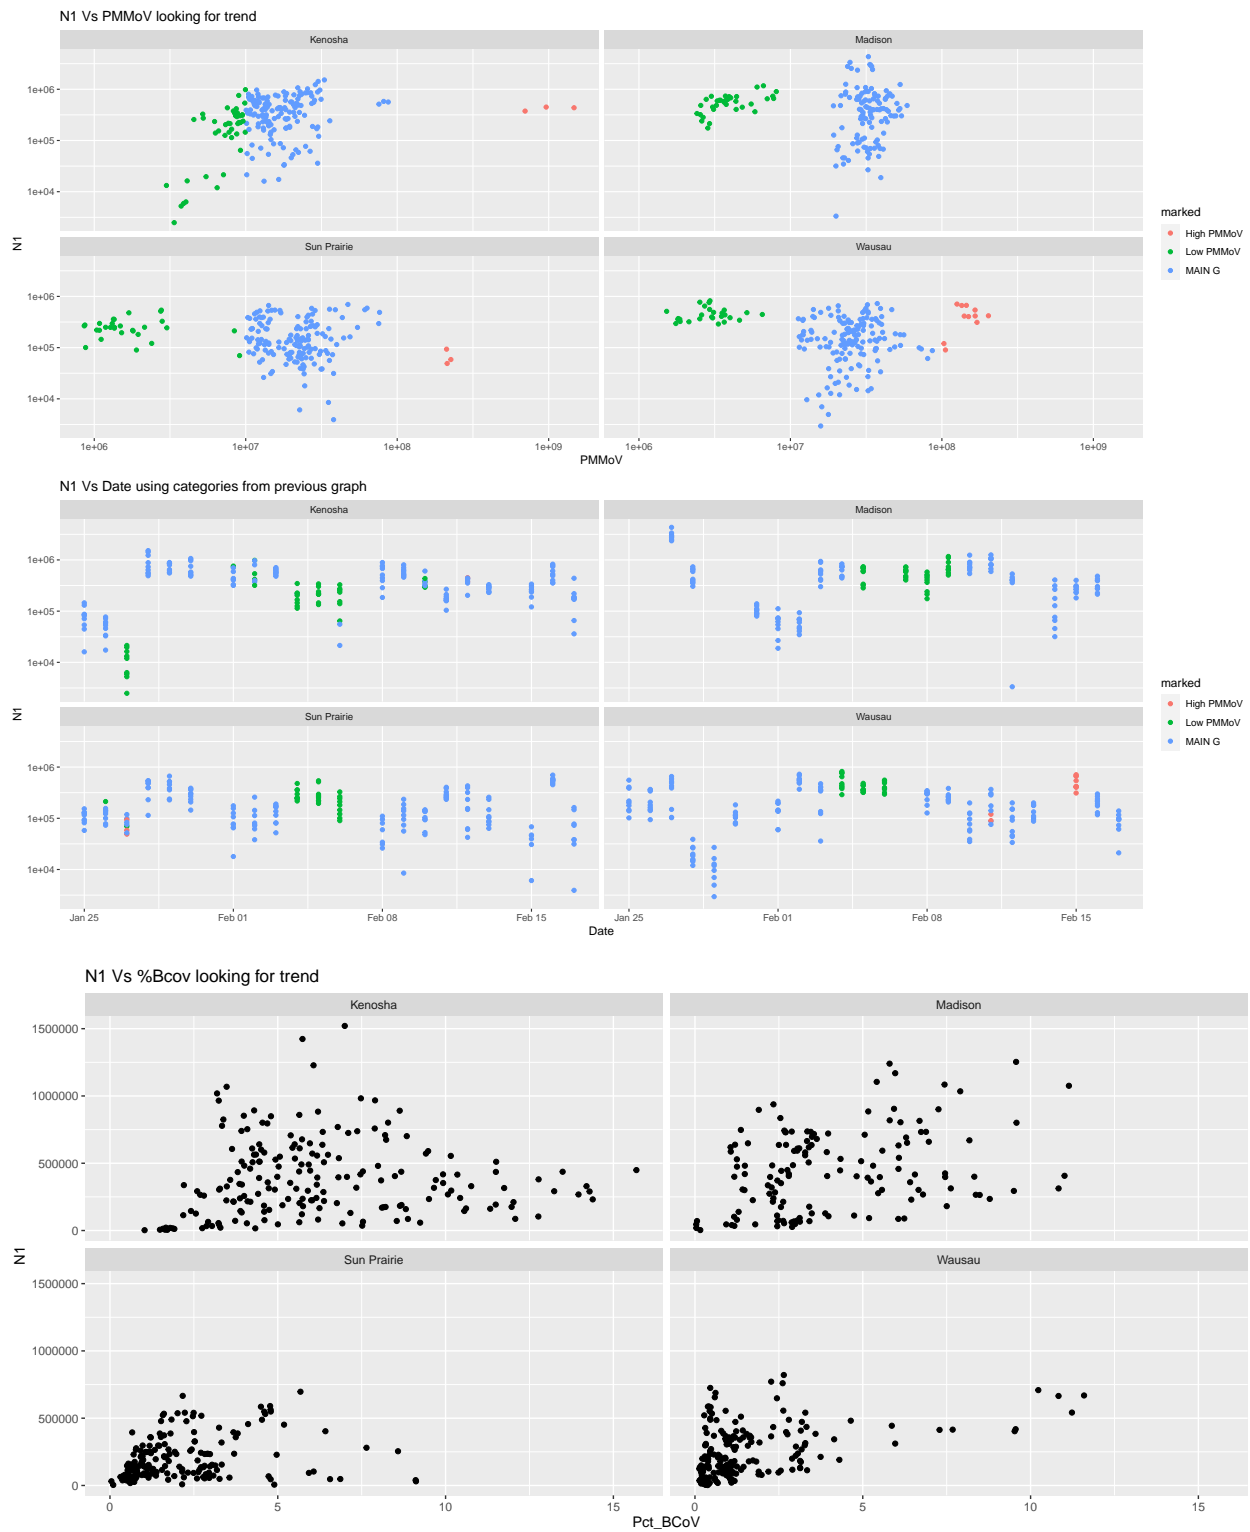 N1 Vs PMMoV looking for trend
Kenosha
Madison
1e+06
1e+05
1e+04
Sun Prairie
Wausau
1e+06
1e+05
1e+04
1e+06
1e+07
1e+08
1e+09
1e+06
1e+07
1e+08
1e+09
PMMoV
N1
marked
High PMMoV
Low PMMoV
MAIN G
N1 Vs Date using categories from previous graph
Kenosha
Madison
1e+06
1e+05
1e+04
Sun Prairie
Wausau
1e+06
1e+05
1e+04
Jan 25
Feb 01
Feb 08
Feb 15
Jan 25
Feb 01
Feb 08
Feb 15
Date
N1
marked
High PMMoV
Low PMMoV
MAIN G
N1 Vs %Bcov looking for trend
Kenosha
Madison
1500000
1000000
500000
0
Sun Prairie
Wausau
1500000
1000000
500000
0
0
5
10
15
0
5
10
15
Pct_BCoV
N1